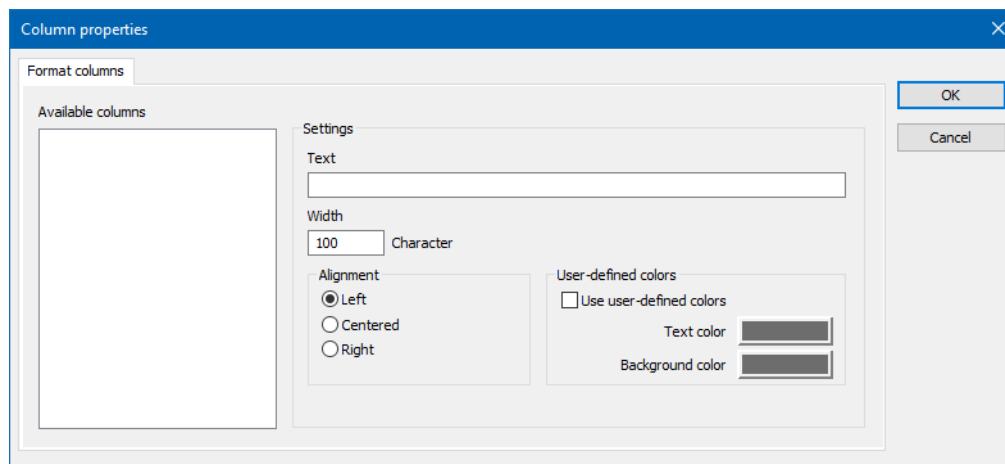 Column properties
Format columns
OK
Available columns
Cancel
Settings
Text
Width
100 Character
Alignment
User-defined colors
Left
Use user-defined colors
Centered
Text color
Right
Background color